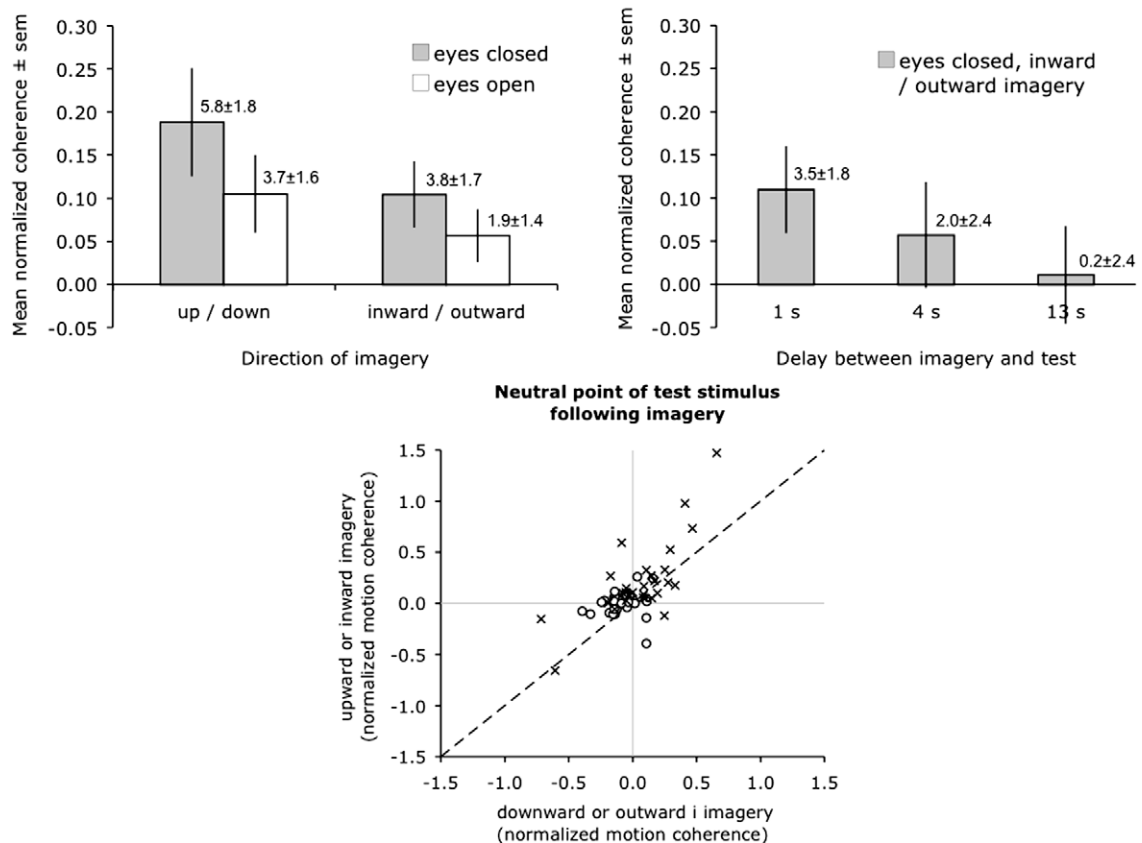 Mean normalized coherence ± sem
0.30
0.25
0.20
0.15
0.10
0.05
0.00
-0.05
eyes closed
eyes open
5.8±1.8
3.7±1.6
3.8±1.7
1.9±1.4
up / down
inward / outward
Direction of imagery
Mean normalized coherence ± sem
0.30
0.25
0.20
0.15
0.10
0.05
0.00
-0.05
eyes closed, inward
/ outward imagery
3.5±1.8
2.0±2.4
0.2±2.4
1 s
4 s
13 s
Delay between imagery and test
Neutral point of test stimulus
following imagery
upward or inward imagery
(normalized motion coherence)
1.5
1.0
0.5
0.0
-0.5
-1.0
-1.5
-1.5
-1.0
-0.5
0.0
0.5
1.0
1.5
downward or outward i imagery
(normalized motion coherence)